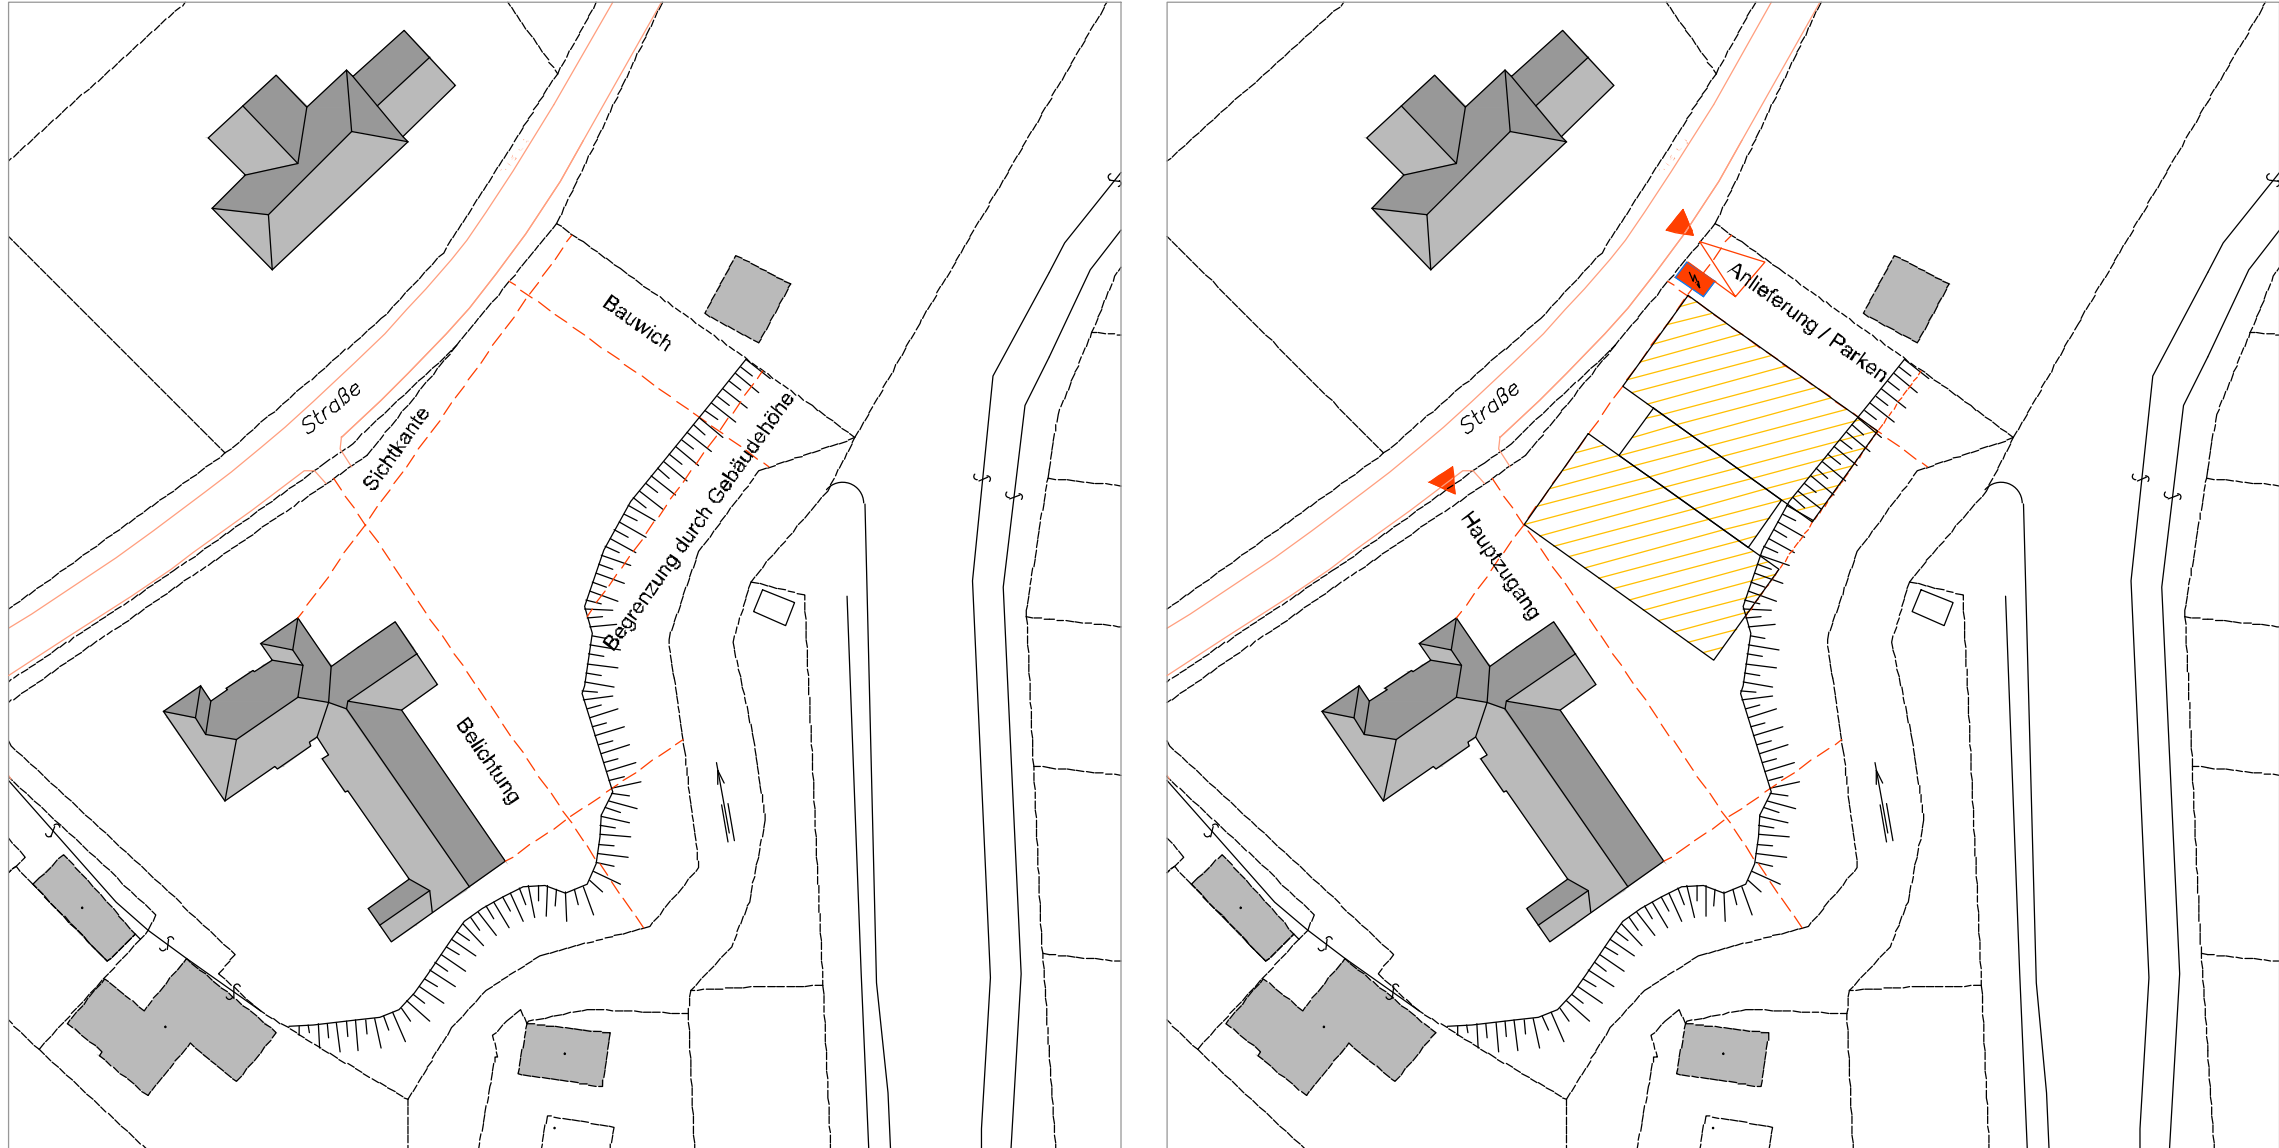 Bauwich
Straße
Sichtkante
Begrenzung durch Gebäudehöhe
Belichtung
Anlieferung / Parken
Straße
Hauptzugang